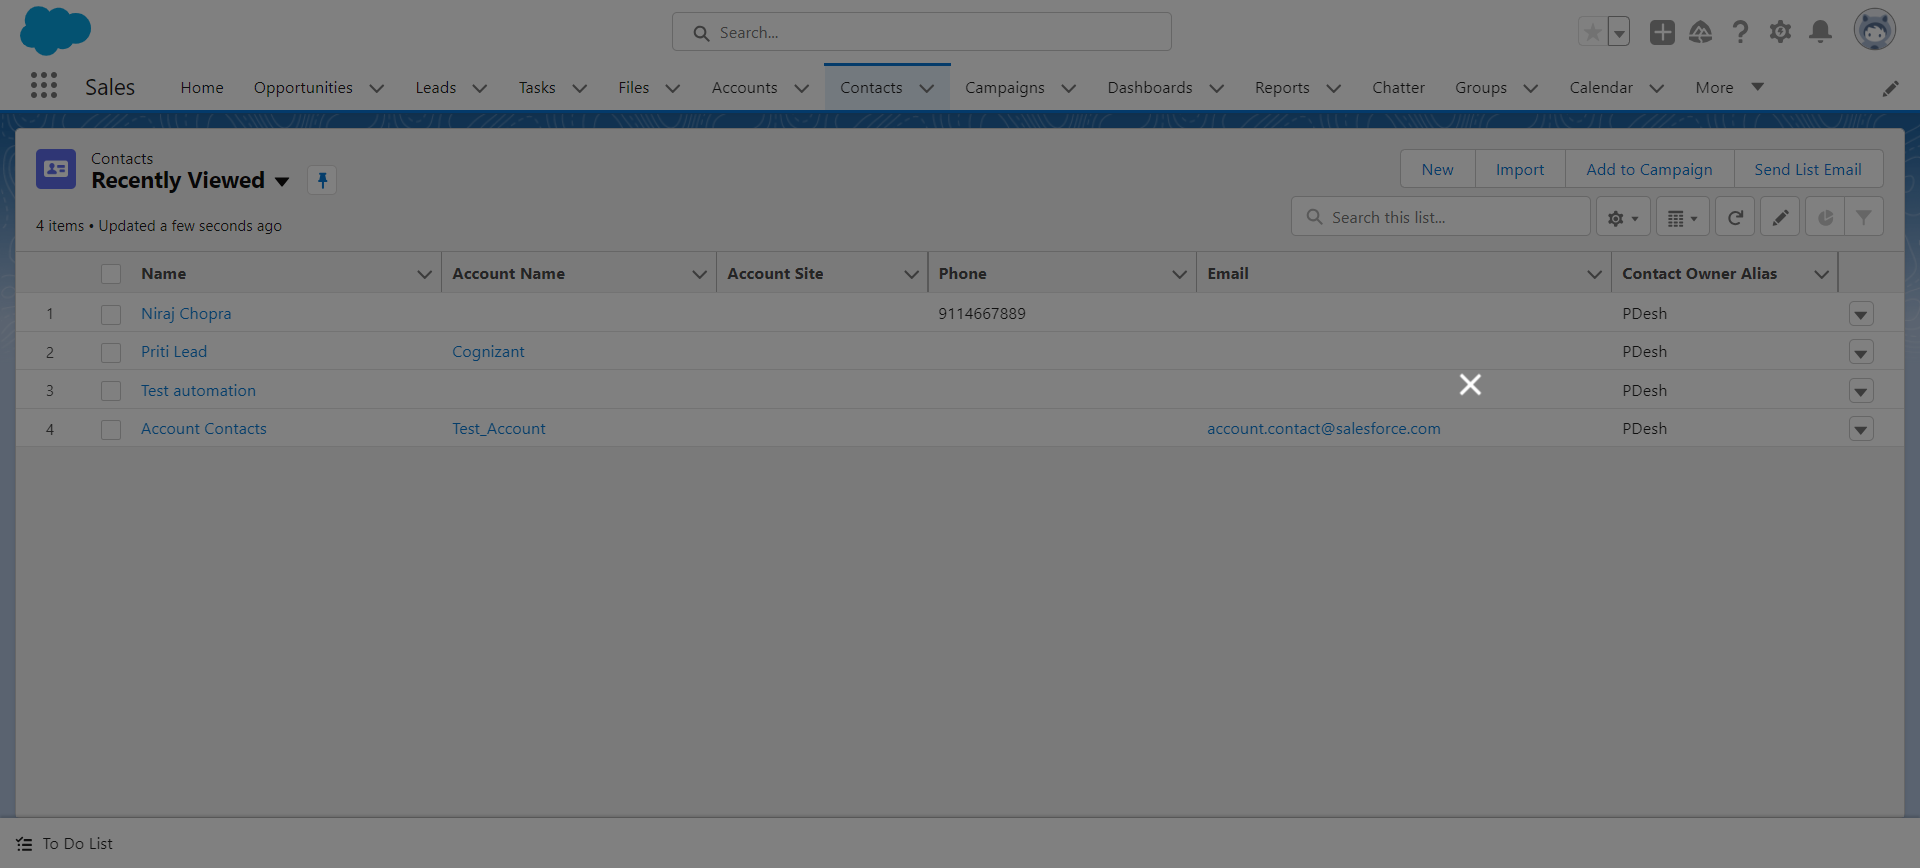 Search...
Sales Home Opportunities Leads Tasks Files Accounts Contacts Campaigns Dashboards Reports Chatter Groups Calendar More
Contacts
Recently Viewed
New Import Add to Campaign Send List Email
4 items • Updated a few seconds ago
Search this list...
Name Account Name Account Site Phone Email Contact Owner Alias
1 Niraj Chopra 9114667889 PDesh
2 Priti Lead Cognizant PDesh
3 Test automation PDesh
4 Account Contacts Test_Account account.contact@salesforce.com PDesh
To Do List